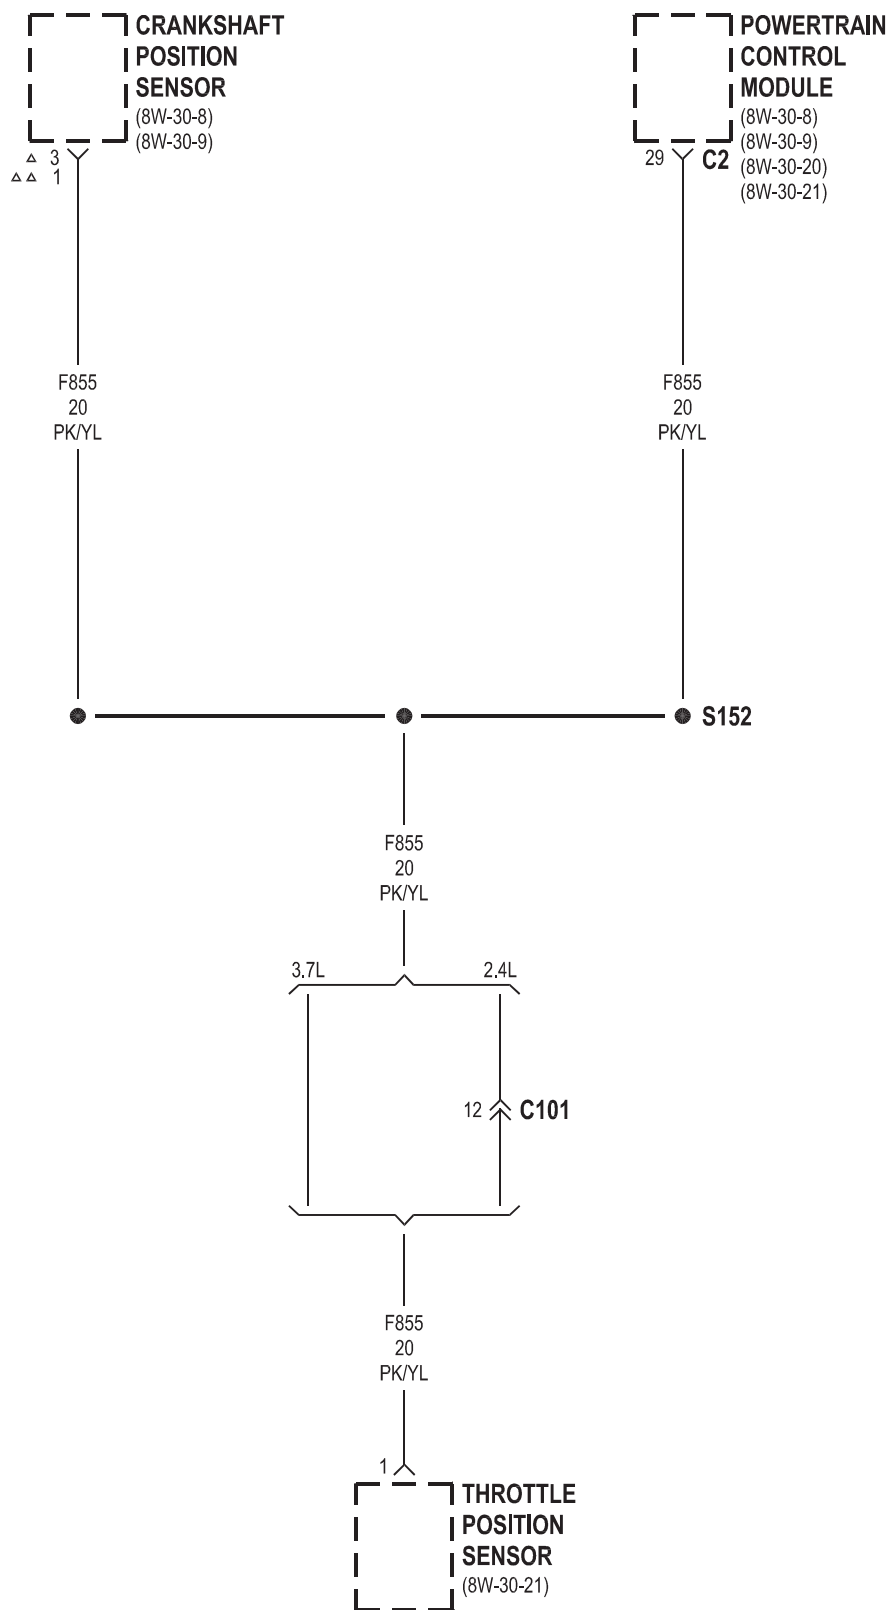 CRANKSHAFT
POSITION
SENSOR
(8W-30-8)
(8W-30-9)
△ 3
△ △ 1
POWERTRAIN
CONTROL
MODULE
(8W-30-8)
(8W-30-9)
(8W-30-20)
(8W-30-21)
29 C2
F855
20
PK/YL
F855
20
PK/YL
S152
F855
20
PK/YL
3.7L
2.4L
12 C101
F855
20
PK/YL
1
THROTTLE
POSITION
SENSOR
(8W-30-21)